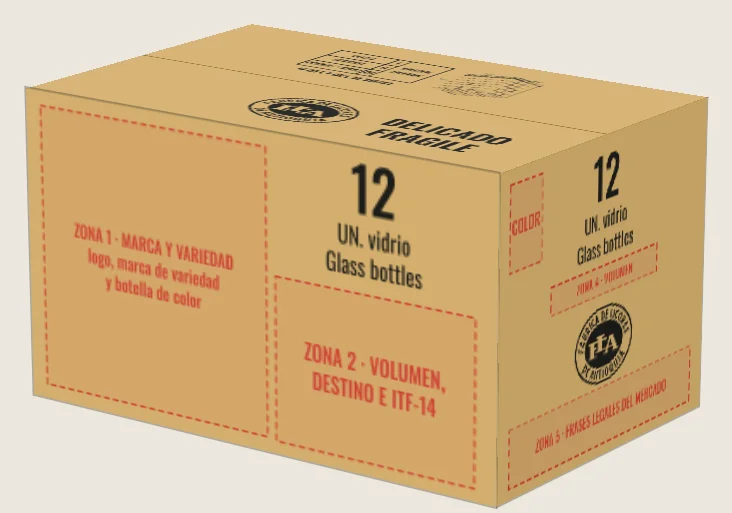 DELICADO
FRAGILE
FLA
ZONA 1 · MARCA Y VARIEDAD
logo, marca de variedad
y botella de color
12
UN. vidrio
Glass bottles
ZONA 2 · VOLUMEN,
DESTINO E ITF-14
COLOR
12
UN. vidrio
Glass bottles
ZONA 4 · VOLUMEN
FÁBRICA DE LICORES
FLA
ZONA 5 · FRASES LEGALES DEL MERCADO